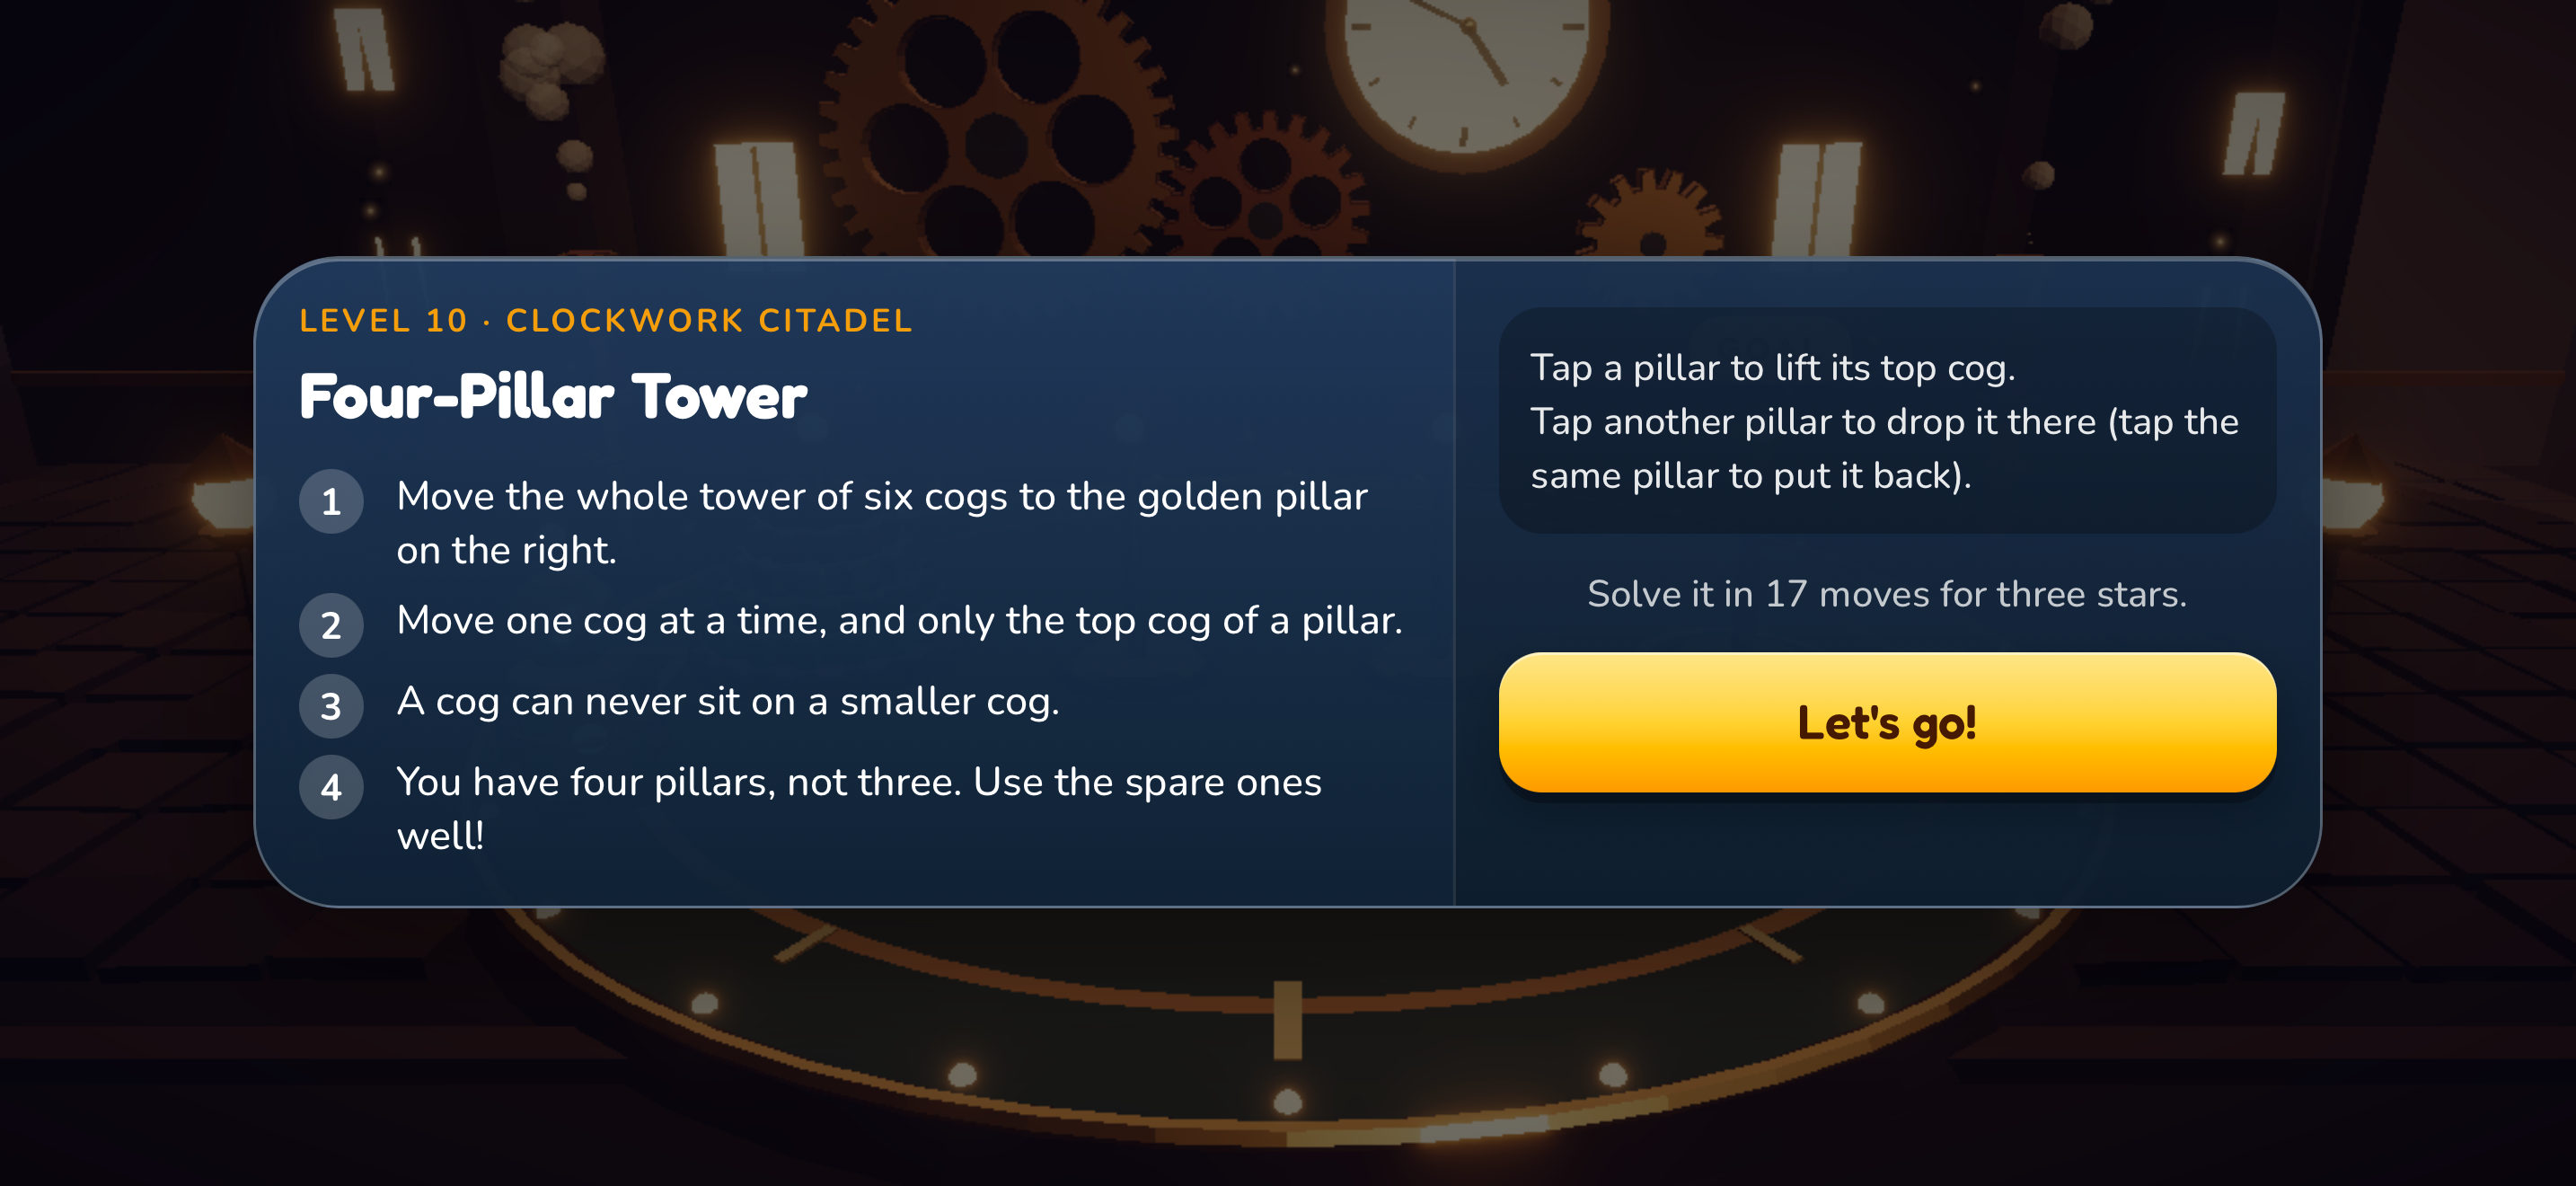 LEVEL 10 · CLOCKWORK CITADEL
Four-Pillar Tower
1 Move the whole tower of six cogs to the golden pillar
on the right.
2 Move one cog at a time, and only the top cog of a pillar.
3 A cog can never sit on a smaller cog.
4 You have four pillars, not three. Use the spare ones
well!
Tap a pillar to lift its top cog.
Tap another pillar to drop it there (tap the
same pillar to put it back).
Solve it in 17 moves for three stars.
Let's go!